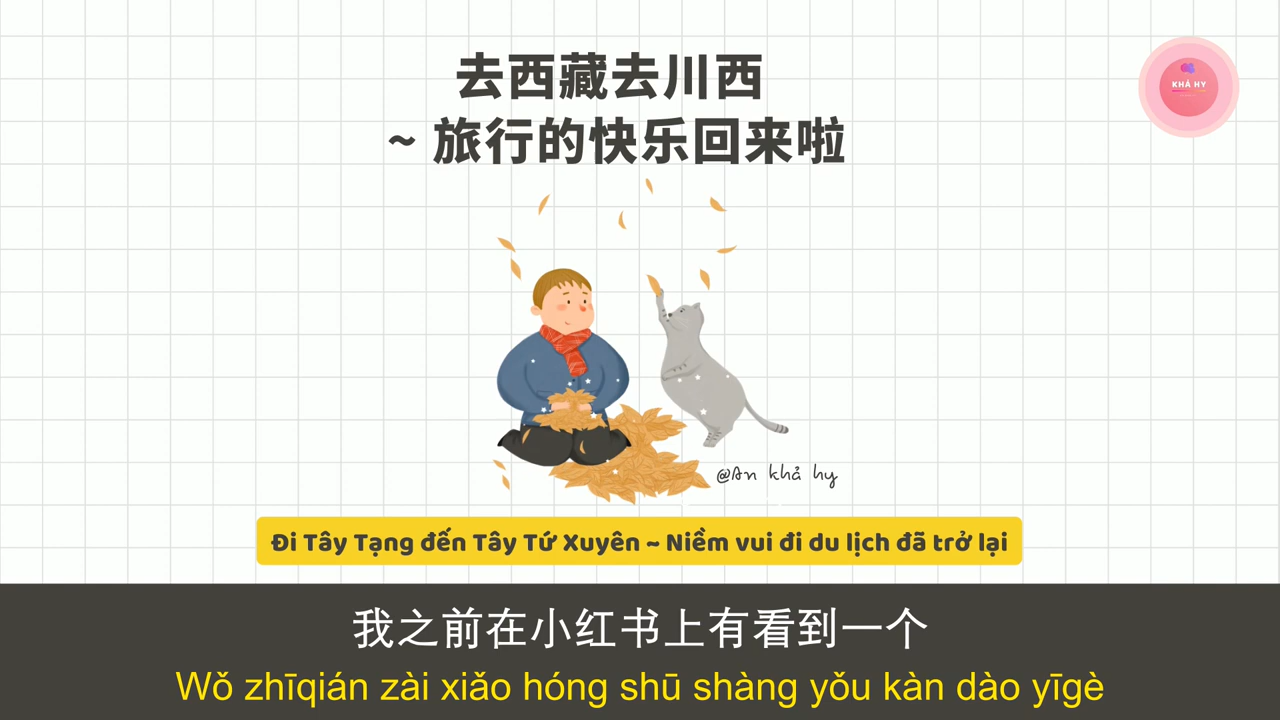 去西藏去川西
~ 旅行的快乐回来啦
KHẢ HY
@An khả hy
Đi Tây Tạng đến Tây Tứ Xuyên ~ Niềm vui đi du lịch đã trở lại
我之前在小红书上有看到一个
Wǒ zhīqián zài xiǎo hóng shū shàng yǒu kàn dào yīgè